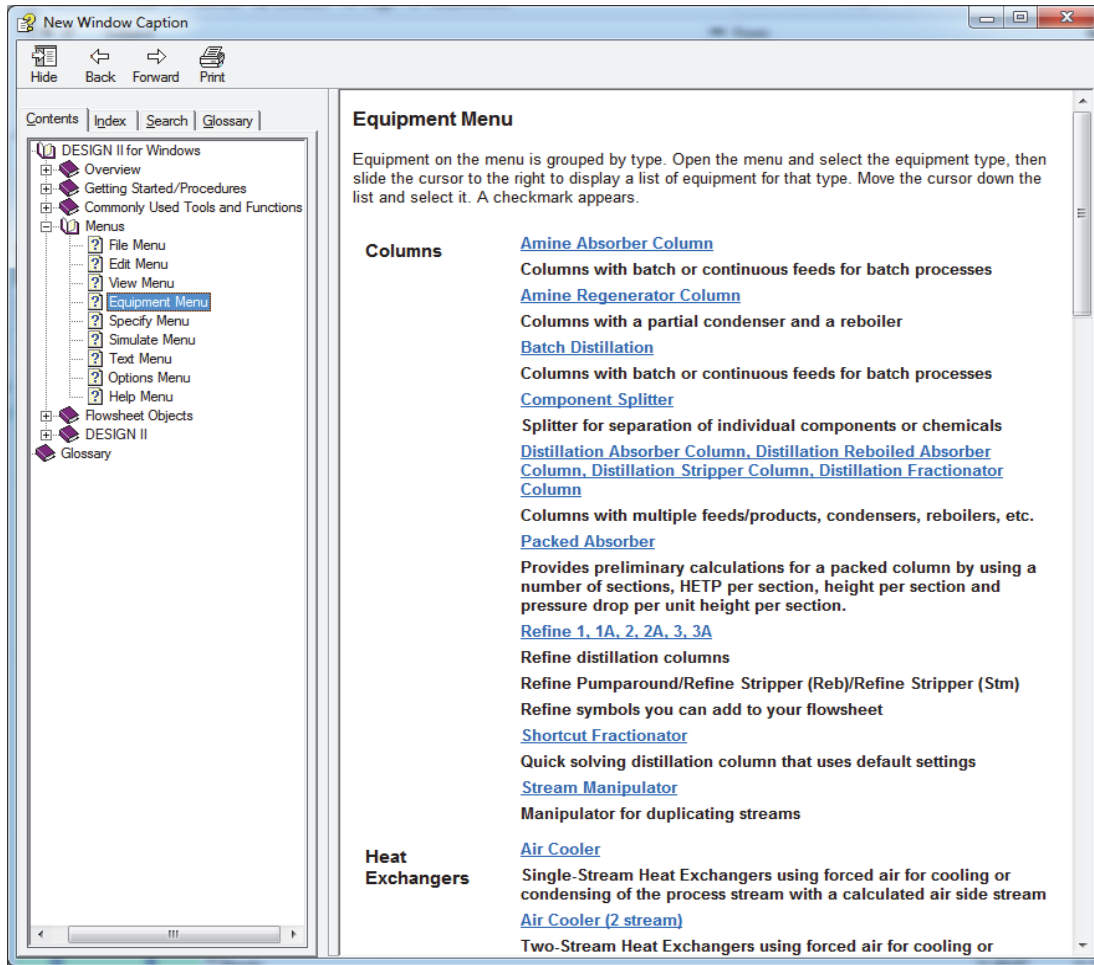 New Window Caption
Hide Back Forward Print
Contents Index Search Glossary
DESIGN II for Windows
Overview
Getting Started/Procedures
Commonly Used Tools and Functions
Menus
File Menu
Edit Menu
View Menu
Equipment Menu
Specify Menu
Simulate Menu
Text Menu
Options Menu
Help Menu
Flowsheet Objects
DESIGN II
Glossary
Equipment Menu
Equipment on the menu is grouped by type. Open the menu and select the equipment type, then
slide the cursor to the right to display a list of equipment for that type. Move the cursor down the
list and select it. A checkmark appears.
Columns
Amine Absorber Column
Columns with batch or continuous feeds for batch processes
Amine Regenerator Column
Columns with a partial condenser and a reboiler
Batch Distillation
Columns with batch or continuous feeds for batch processes
Component Splitter
Splitter for separation of individual components or chemicals
Distillation Absorber Column, Distillation Reboiled Absorber
Column, Distillation Stripper Column, Distillation Fractionator
Column
Columns with multiple feeds/products, condensers, reboilers, etc.
Packed Absorber
Provides preliminary calculations for a packed column by using a
number of sections, HETP per section, height per section and
pressure drop per unit height per section.
Refine 1, 1A, 2, 2A, 3, 3A
Refine distillation columns
Refine Pumparound/Refine Stripper (Reb)/Refine Stripper (Stm)
Refine symbols you can add to your flowsheet
Shortcut Fractionator
Quick solving distillation column that uses default settings
Stream Manipulator
Manipulator for duplicating streams
Heat
Exchangers
Air Cooler
Single-Stream Heat Exchangers using forced air for cooling or
condensing of the process stream with a calculated air side stream
Air Cooler (2 stream)
Two-Stream Heat Exchangers using forced air for cooling or